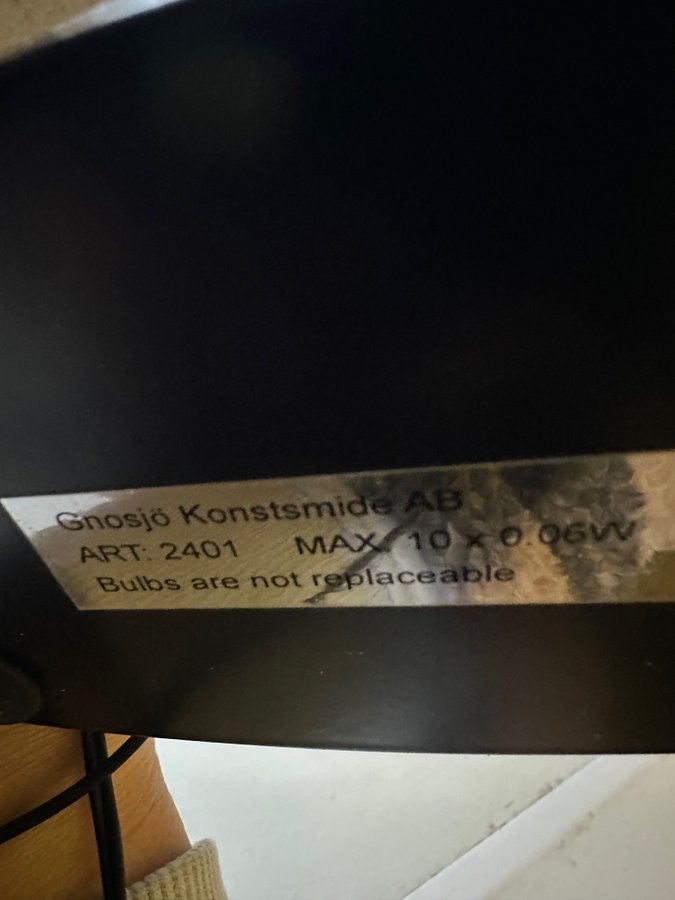 Gnosjö Konstsmide AB
ART: 2401 MAX. 10 x 0.06W
Bulbs are not replaceable